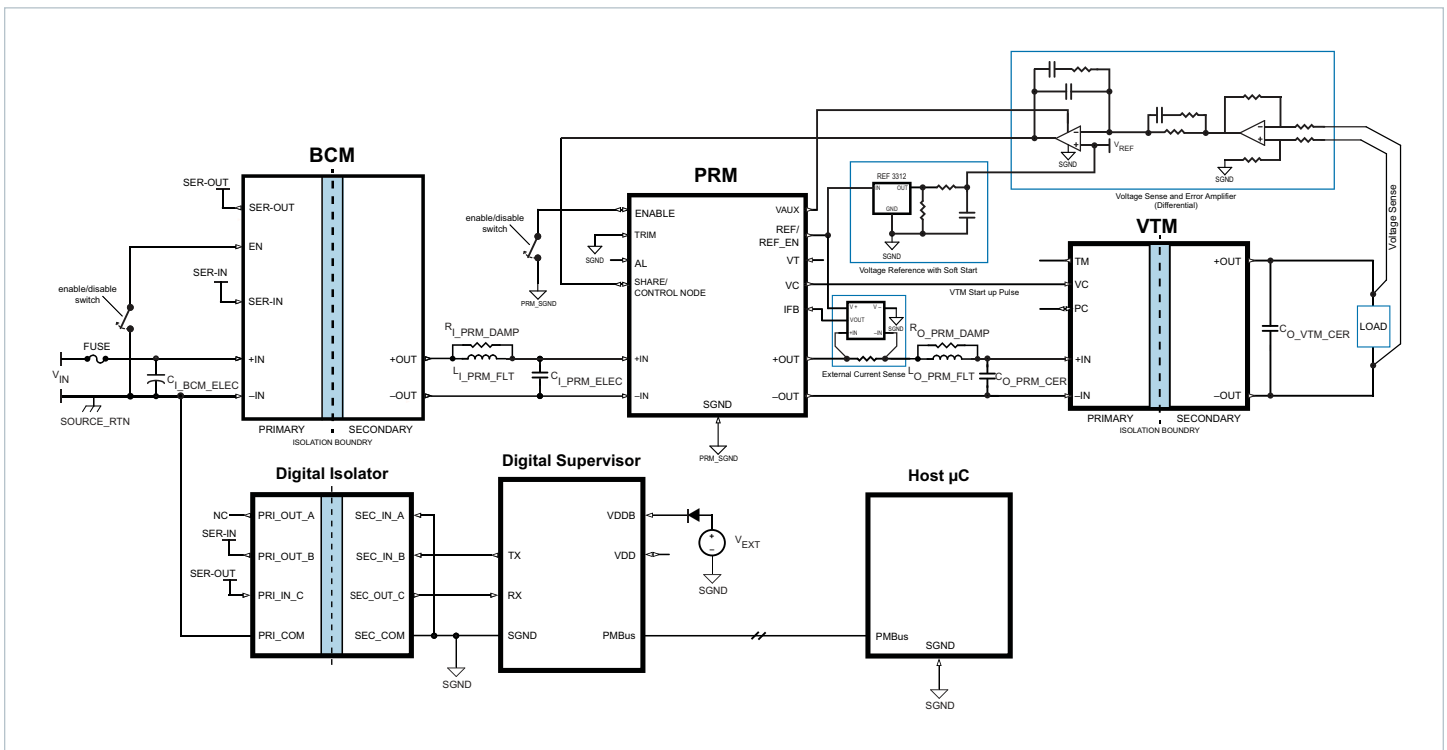 BCM
SER-OUT
SER-OUT
EN
SER-IN
SER-IN
enable/disable
switch
FUSE
V_IN
C_I_BCM_ELEC
SOURCE_RTN
+IN
–IN
+OUT
–OUT
PRIMARY
SECONDARY
ISOLATION BOUNDRY
R_I_PRM_DAMP
L_I_PRM_FLT
C_I_PRM_ELEC
PRM
enable/disable
switch
PRM_SGND
SGND
ENABLE
TRIM
AL
SHARE/
CONTROL NODE
+IN
–IN
VAUX
REF/
REF_EN
VT
VC
IFB
+OUT
–OUT
SGND
PRM_SGND
REF 3312
IN
OUT
GND
SGND
Voltage Reference with Soft Start
SGND
V_REF
SGND
–
+
–
+
Voltage Sense and Error Amplifier
(Differential)
Voltage Sense
VTM Start up Pulse
V +
V –
VOUT
+IN
–IN
SGND
External Current Sense
R_O_PRM_DAMP
L_O_PRM_FLT
C_O_PRM_CER
VTM
TM
VC
PC
+IN
–IN
+OUT
–OUT
PRIMARY
SECONDARY
ISOLATION BOUNDRY
C_O_VTM_CER
LOAD
Digital Isolator
NC
SER-IN
SER-OUT
PRI_OUT_A
PRI_OUT_B
PRI_IN_C
PRI_COM
SEC_IN_A
SEC_IN_B
SEC_OUT_C
SEC_COM
SGND
Digital Supervisor
TX
RX
SGND
VDDB
VDD
PMBus
+
–
V_EXT
SGND
Host µC
PMBus
SGND
SGND